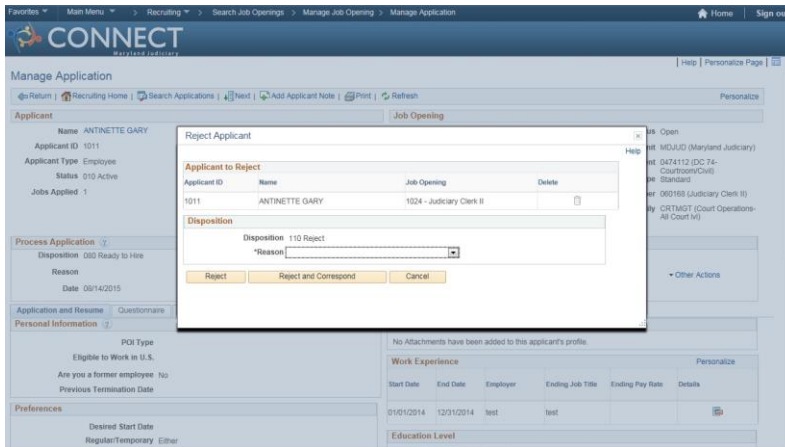 Favorites Main Menu > Recruiting > Search Job Openings > Manage Job Opening > Manage Application
Home Sign ou
CONNECT
Maryland Judiciary
Help | Personalize Page
Manage Application
Return | Recruiting Home | Search Applications | Next | Add Applicant Note | Print | Refresh
Personalize
Applicant
Name ANTINETTE GARY
Applicant ID 1011
Applicant Type Employee
Status 010 Active
Jobs Applied 1
Job Opening
us Open
nit MDJUD (Maryland Judiciary)
nt 0474112 (DC 74-
Courtroom/Civil)
pe Standard
er 060168 (Judiciary Clerk II)
ily CRTMGT (Court Operations-
All Court lvl)
Reject Applicant
Help
Applicant to Reject
Applicant ID Name Job Opening Delete
1011 ANTINETTE GARY 1024 - Judiciary Clerk II
Disposition
Disposition 110 Reject
*Reason
Reject Reject and Correspond Cancel
Process Application
Disposition 080 Ready to Hire
Reason
Date 09/14/2015
Other Actions
Application and Resume Questionnaire
Personal Information
POI Type
Eligible to Work in U.S.
Are you a former employee No
Previous Termination Date
Preferences
Desired Start Date
Regular/Temporary Either
No Attachments have been added to this applicant's profile.
Work Experience Personalize
Start Date End Date Employer Ending Job Title Ending Pay Rate Details
01/01/2014 12/31/2014 test test
Education Level